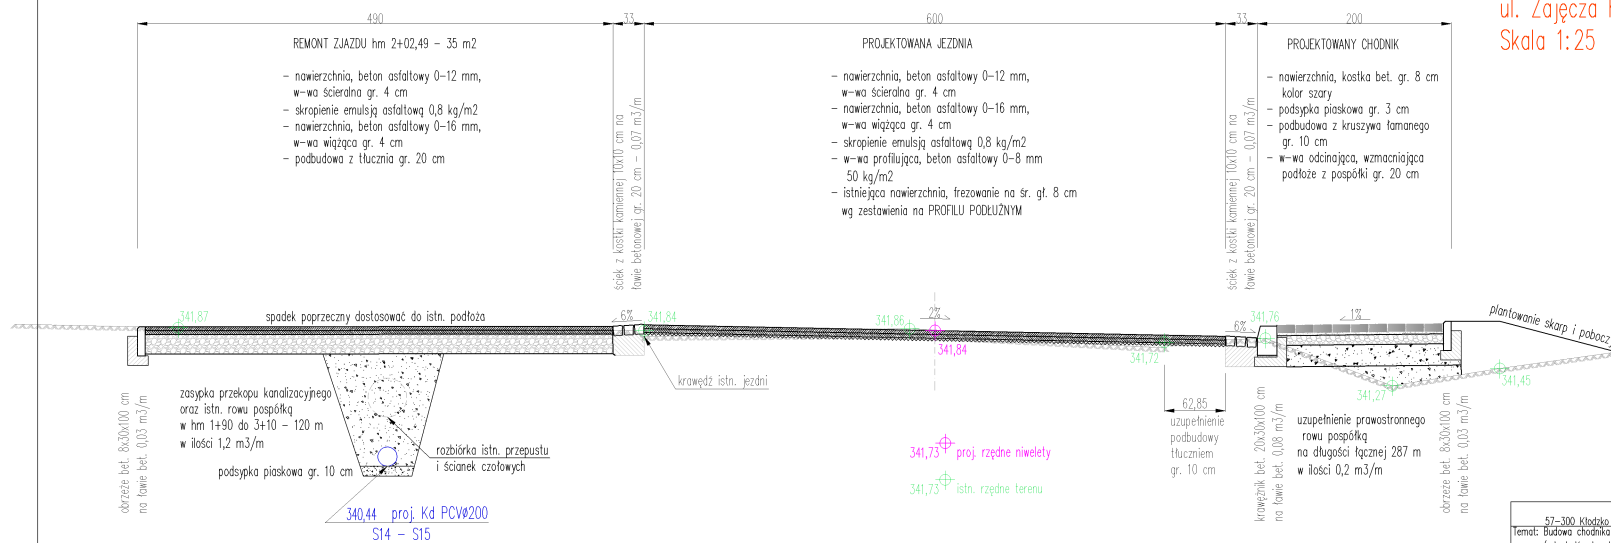 490
33
600
33
200
ul. Zajęcza
Skala 1:25
REMONT ZJAZDU hm 2+02,49 - 35 m2
- nawierzchnia, beton asfaltowy 0-12 mm,
w-wa ścieralna gr. 4 cm
- skropienie emulsją asfaltową 0,8 kg/m2
- nawierzchnia, beton asfaltowy 0-16 mm,
w-wa wiążąca gr. 4 cm
- podbudowa z tłucznia gr. 20 cm
ściek z kostki kamiennej 10x10 cm na
ławie betonowej gr. 20 cm - 0,07 m3/m
PROJEKTOWANA JEZDNIA
- nawierzchnia, beton asfaltowy 0-12 mm,
w-wa ścieralna gr. 4 cm
- nawierzchnia, beton asfaltowy 0-16 mm,
w-wa wiążąca gr. 4 cm
- skropienie emulsją asfaltową 0,8 kg/m2
- w-wa profilująca, beton asfaltowy 0-8 mm
50 kg/m2
- istniejąca nawierzchnia, frezowanie na śr. gł. 8 cm
wg zestawienia na PROFILU PODŁUŻNYM
ściek z kostki kamiennej 10x10 cm na
ławie betonowej gr. 20 cm - 0,07 m3/m
PROJEKTOWANY CHODNIK
- nawierzchnia, kostka bet. gr. 8 cm
kolor szary
- podsypka piaskowa gr. 3 cm
- podbudowa z kruszywa łamanego
gr. 10 cm
- w-wa odcinająca, wzmacniająca
podłoże z pospółki gr. 20 cm
341,87
spadek poprzeczny dostosować do istn. podłoża
6%
341,84
341,86
2%
341,84
341,72
6%
341,76
1%
plantowanie skarp i pobocz
341,27
341,45
krawędź istn. jezdni
62,85
uzupełnienie
podbudowy
tłuczniem
gr. 10 cm
obrzeże bet. 8x30x100 cm
na ławie bet. 0,03 m3/m
zasypka przekopu kanalizacyjnego
oraz istn. rowu pospółką
w hm 1+90 do 3+10 - 120 m
w ilości 1,2 m3/m
podsypka piaskowa gr. 10 cm
rozbiórka istn. przepustu
i ścianek czołowych
340,44 proj. Kd PCVø200
S14 - S15
341,73 proj. rzędne niwelety
341,73 istn. rzędne terenu
krawężnik bet. 20x30x100 cm
na ławie bet. 0,08 m3/m
uzupełnienie prawostronnego
rowu pospółką
na długości łącznej 287 m
w ilości 0,2 m3/m
obrzeże bet. 8x30x100 cm
na ławie bet. 0,03 m3/m
57-300 Kłodzko
Temat: Budowa chodnika